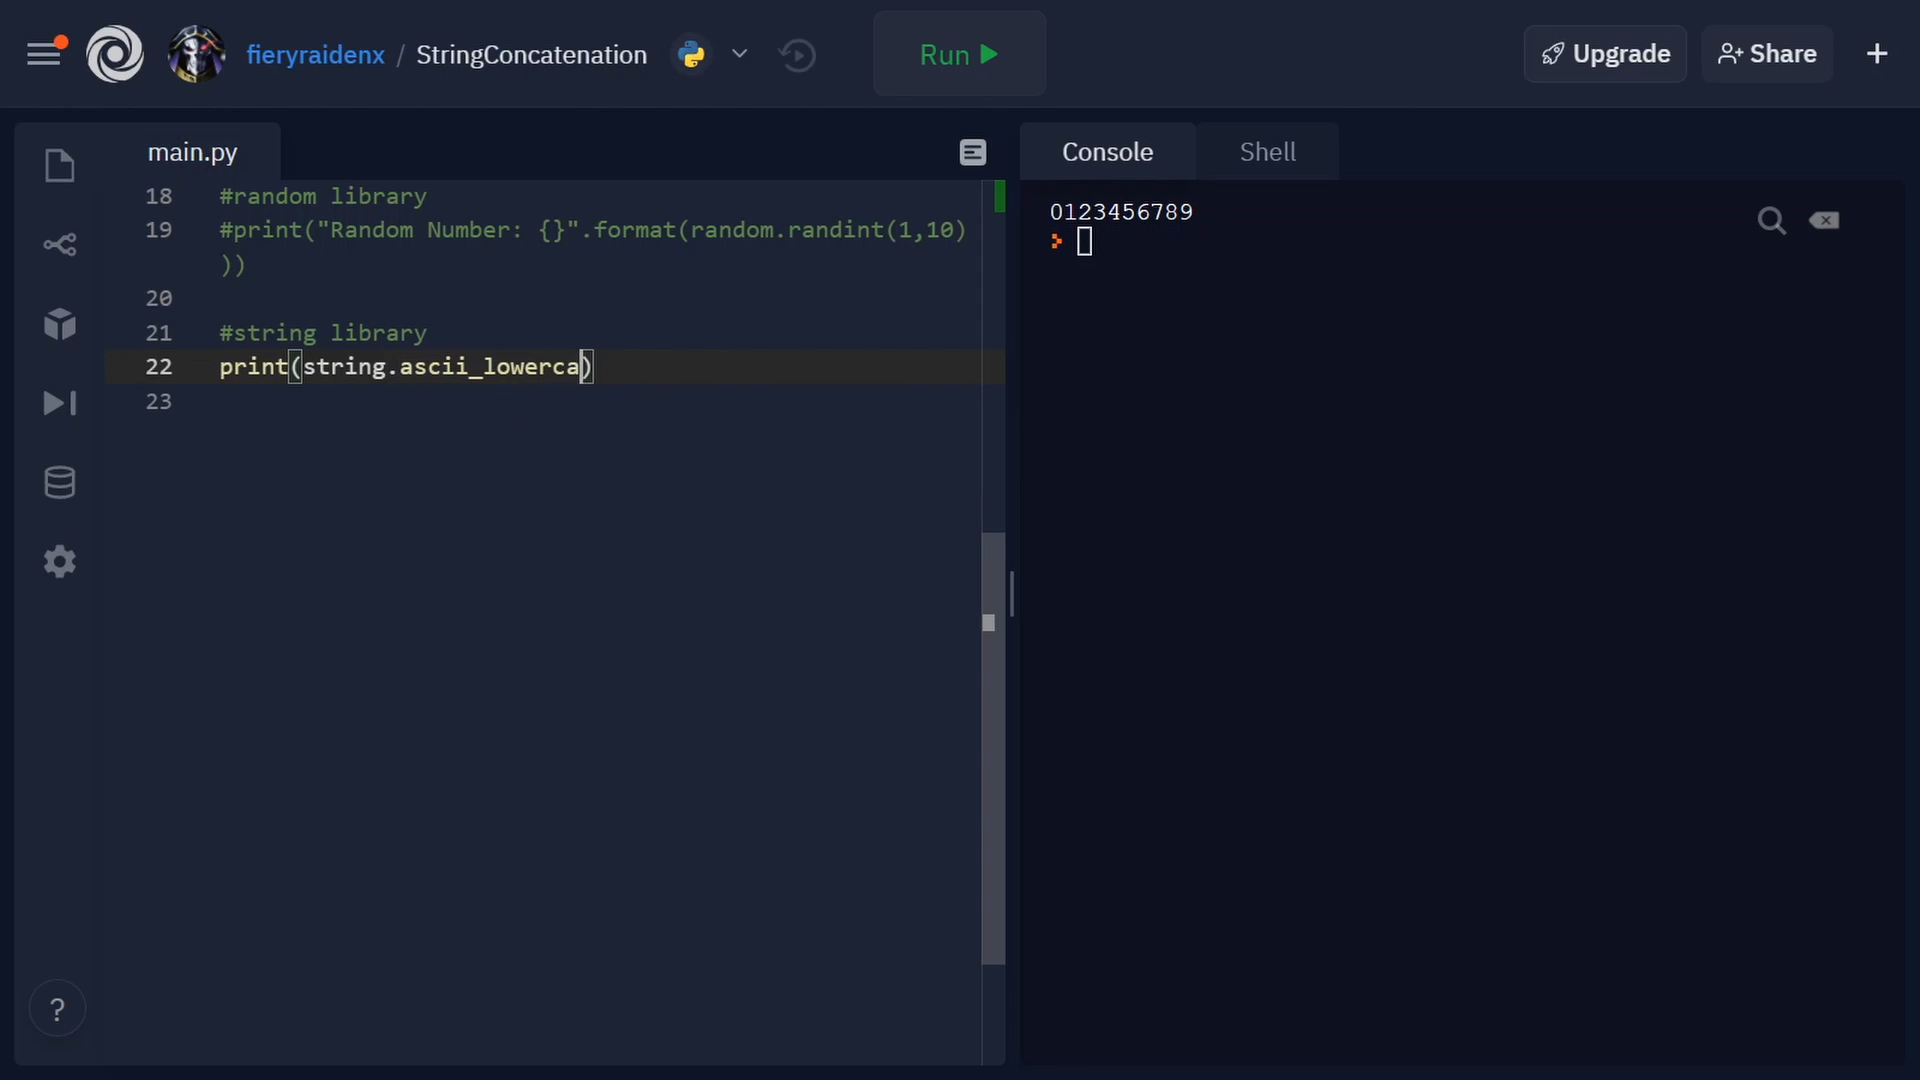 fieryraidenx / StringConcatenation
Run
Upgrade
Share
main.py
Console
Shell
18 #random library
19 #print("Random Number: {}".format(random.randint(1,10)
))
20
21 #string library
22 print(string.ascii_lowerca)
23
0123456789
?